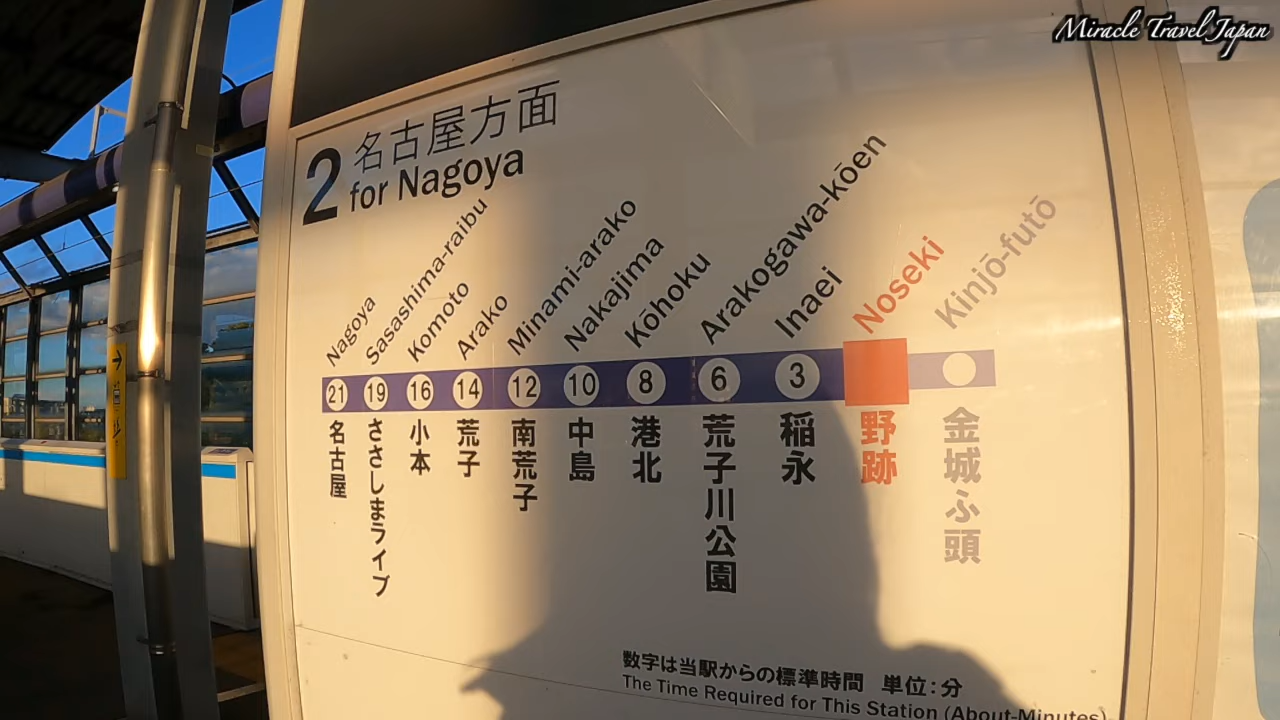 Miracle Travel Japan
2 名古屋方面
for Nagoya
Nagoya Sasashima-raibu Komoto Arako Minami-arako Nakajima Kōhoku Arakogawa-kōen Inaei Noseki Kinjō-futō
21 19 16 14 12 10 8 6 3
名古屋 ささしまライブ 小本 荒子 南荒子 中島 港北 荒子川公園 稲永 野跡 金城ふ頭
数字は当駅からの標準時間 単位:分
The Time Required for This Station (About-Minutes)